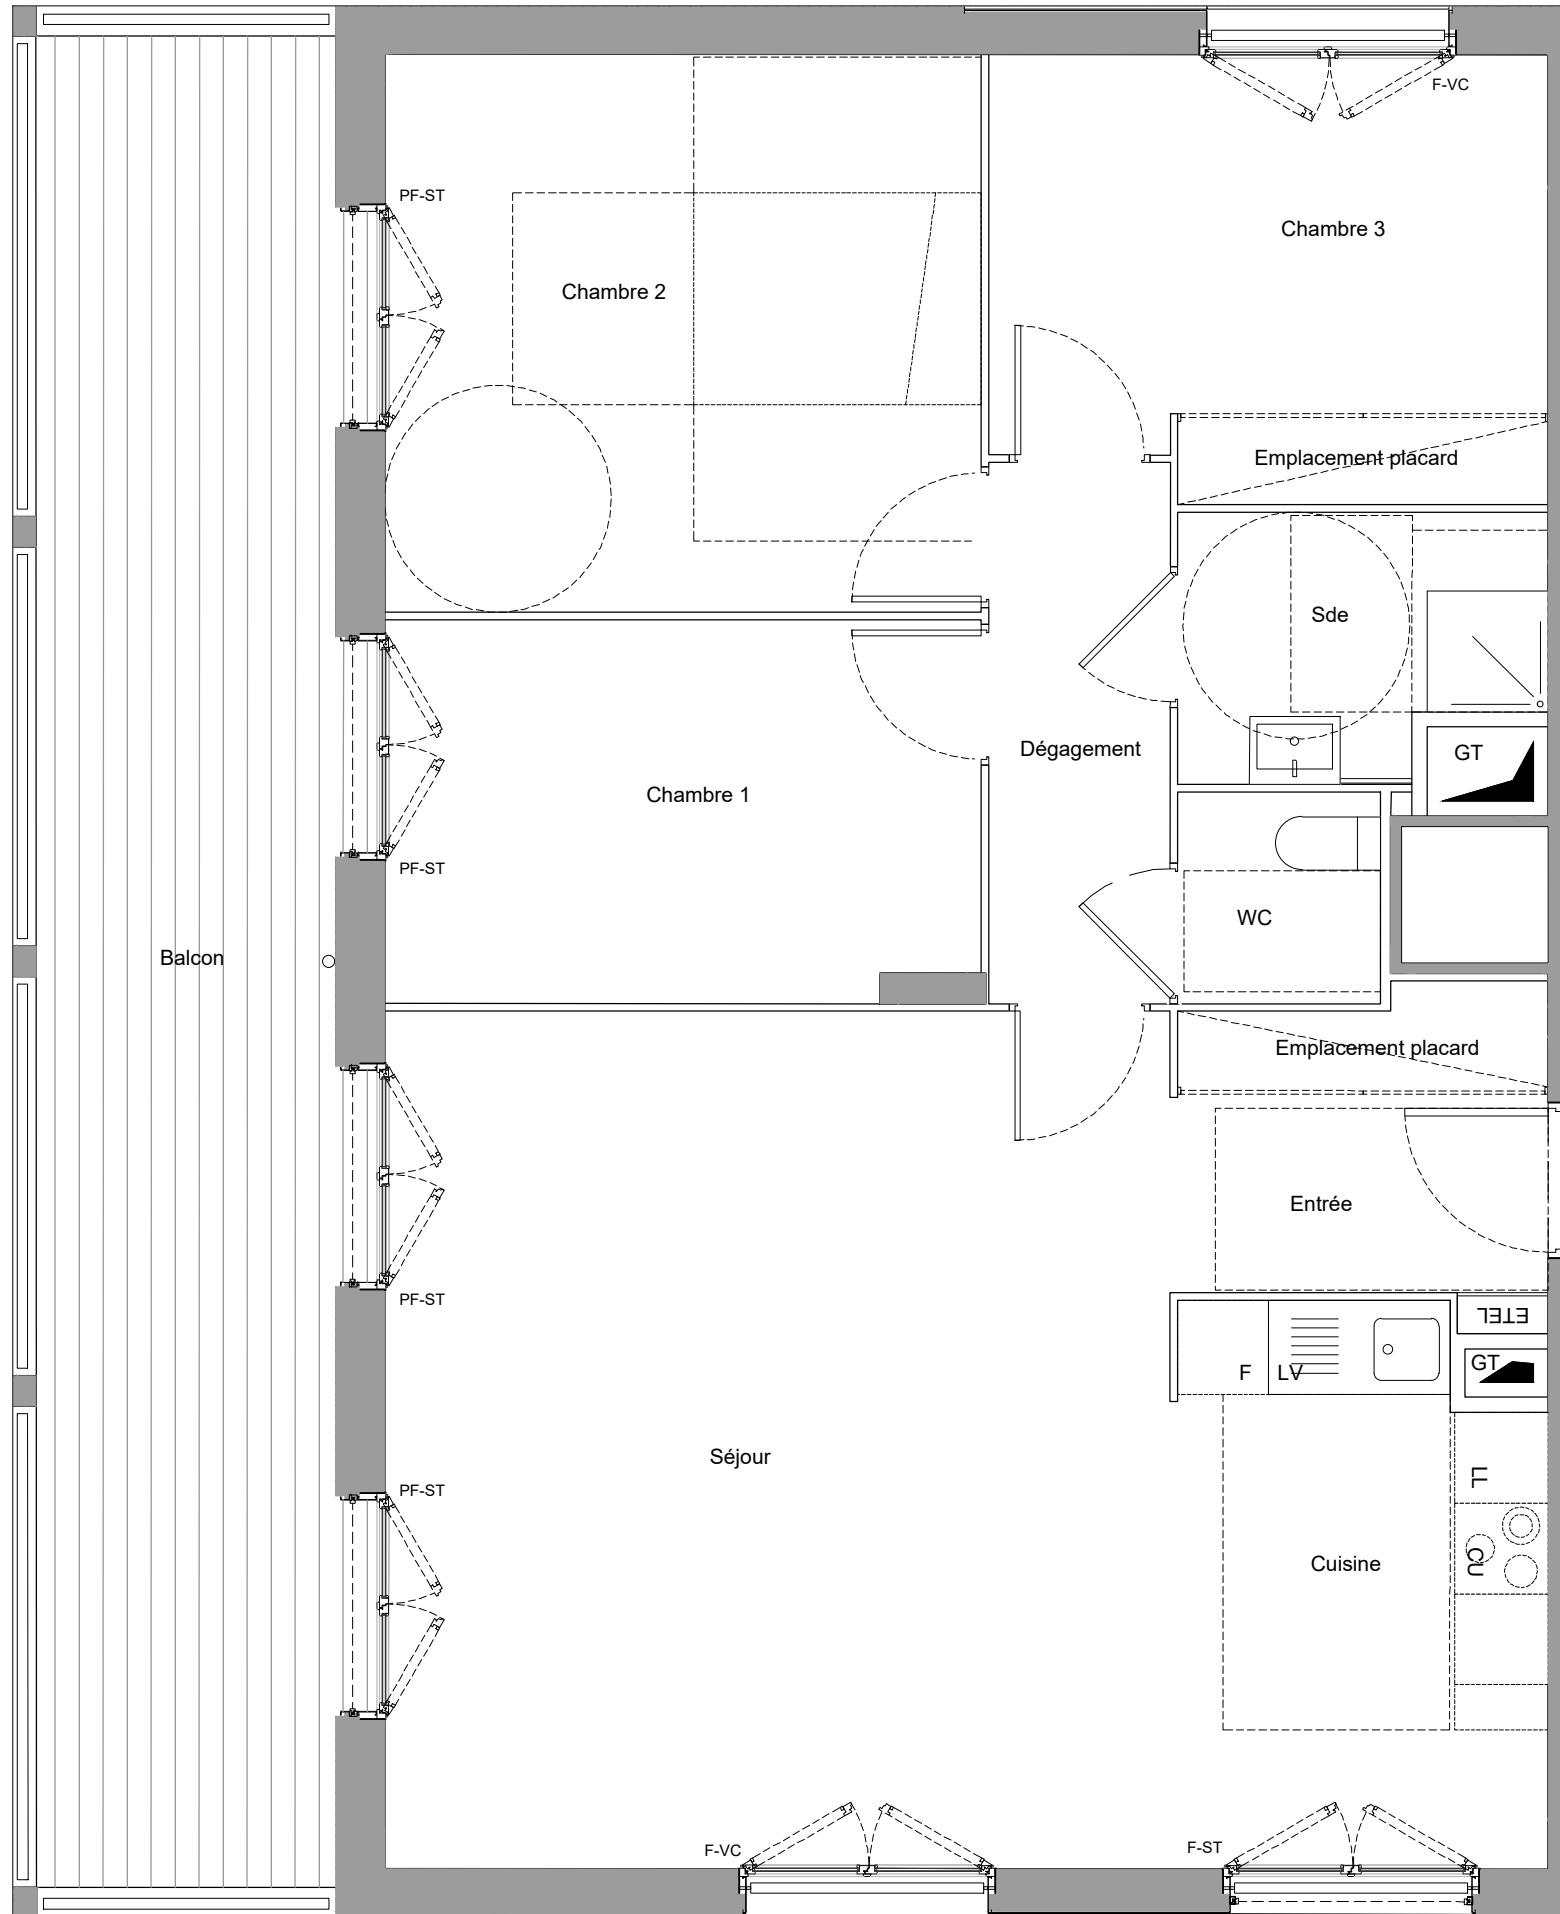 F-VC
PF-ST
Chambre 3
Chambre 2
Emplacement placard
Sde
Dégagement
GT
Chambre 1
PF-ST
WC
Balcon
Emplacement placard
Entrée
PF-ST
ETEL
GT
F
LV
Séjour
LL
PF-ST
CU
Cuisine
F-VC
F-ST